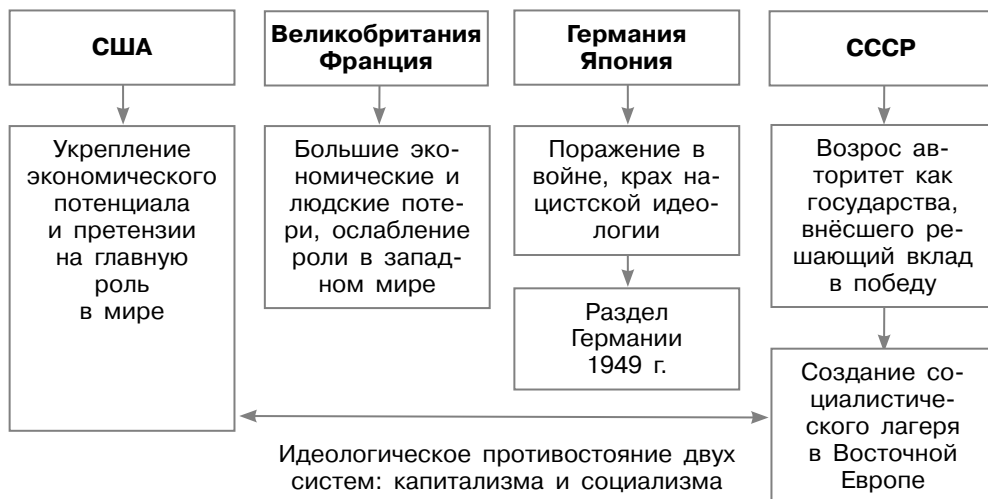 США
Великобритания
Франция
Германия
Япония
СССР
Укрепление
экономического
потенциала
и претензии
на главную
роль
в мире
Большие эко-
номические и
людские поте-
ри, ослабление
роли в запад-
ном мире
Поражение в
войне, крах на-
цистской идео-
логии
Раздел
Германии
1949 г.
Возрос ав-
торитет как
государства,
внёсшего ре-
шающий вклад
в победу
Создание со-
циалистиче-
ского лагеря
в Восточной
Европе
Идеологическое противостояние двух
систем: капитализма и социализма